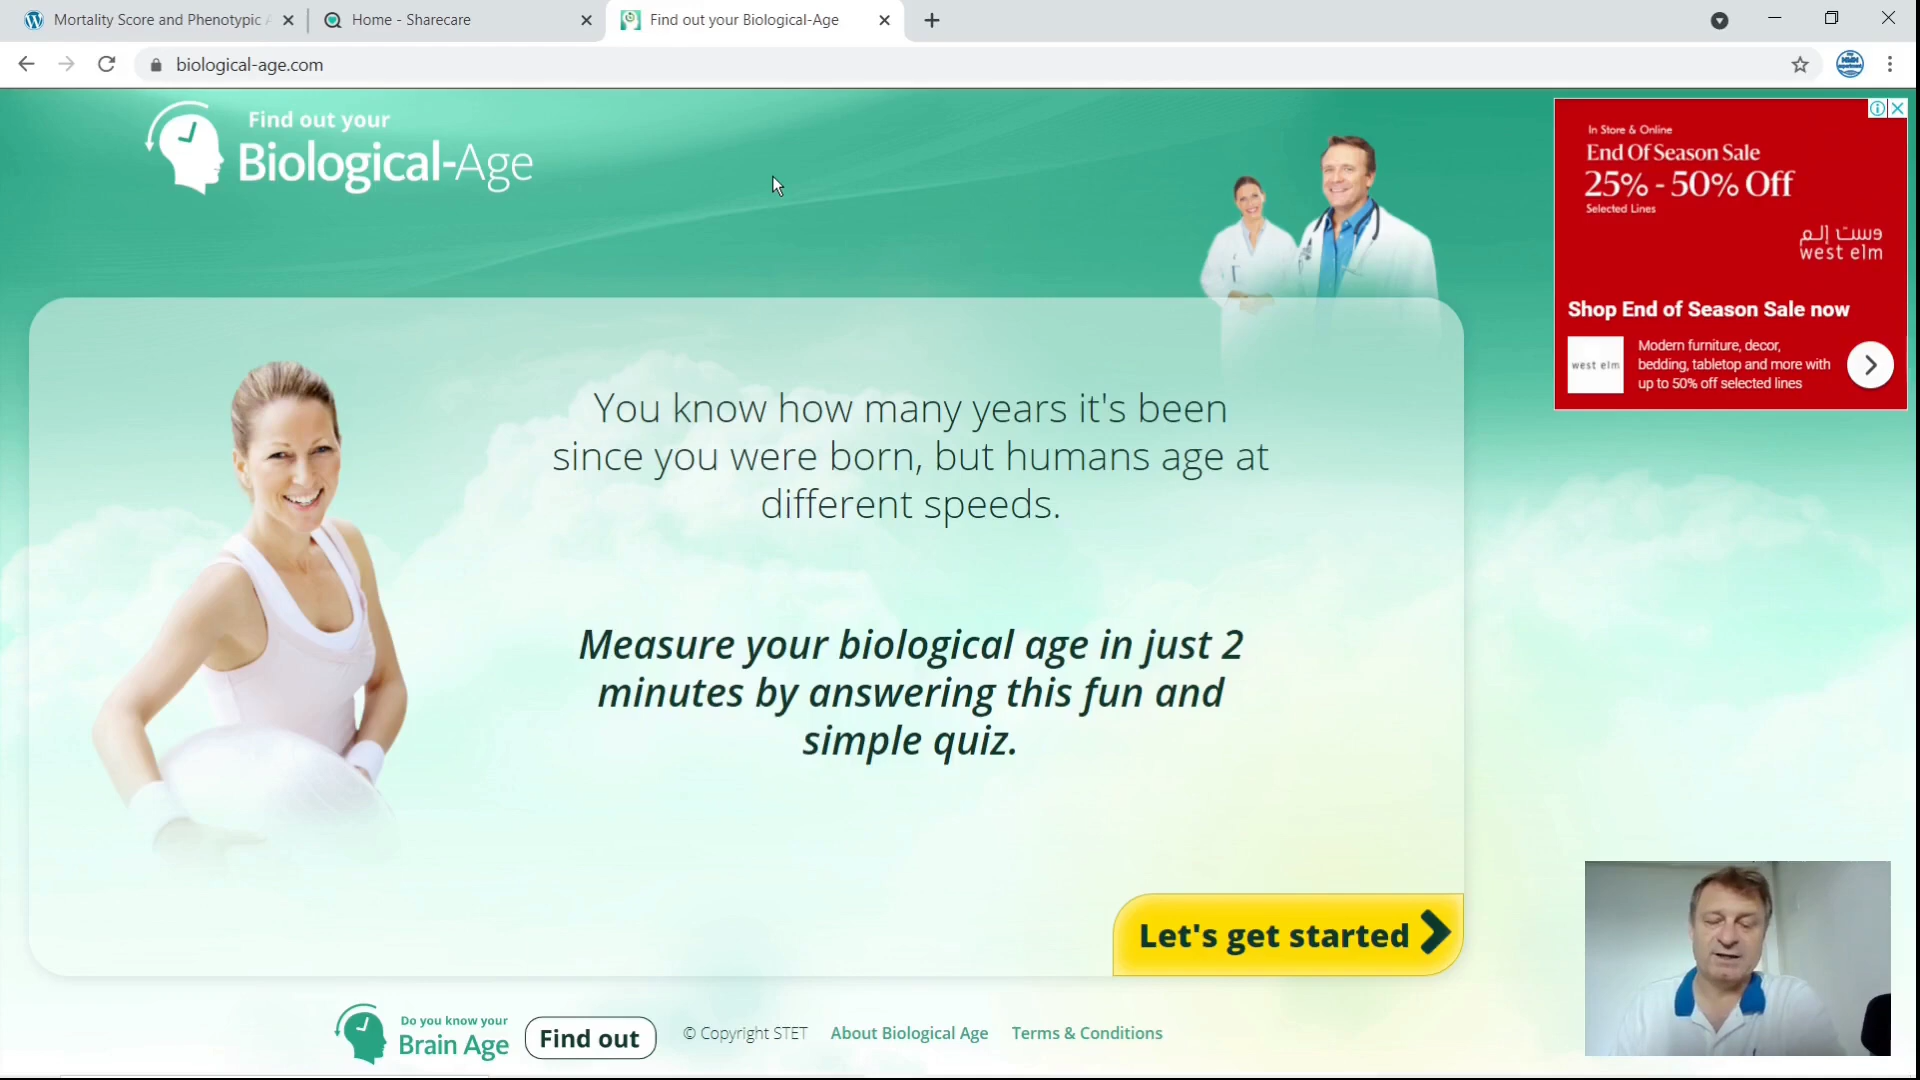 Mortality Score and Phenotypic
Home - Sharecare
Find out your Biological-Age
biological-age.com
Find out your
Biological-Age
In Store & Online
End Of Season Sale
25% - 50% Off
Selected Lines
وست إلم
west elm
Shop End of Season Sale now
west elm
Modern furniture, decor,
bedding, tabletop and more with
up to 50% off selected lines
You know how many years it's been
since you were born, but humans age at
different speeds.
Measure your biological age in just 2
minutes by answering this fun and
simple quiz.
Let's get started
Do you know your
Brain Age
Find out
© Copyright STET
About Biological Age
Terms & Conditions